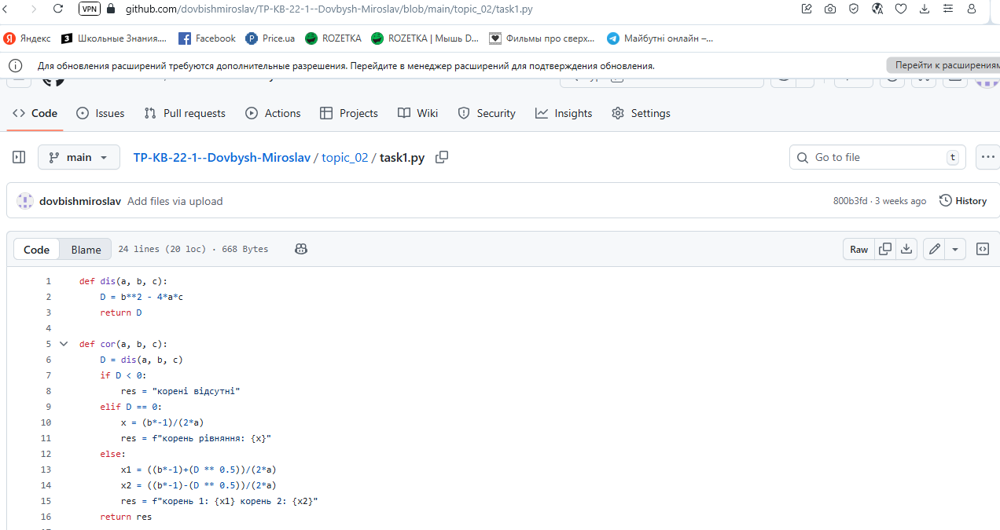 VPN github.com/dovbishmiroslav/TP-KB-22-1--Dovbysh-Miroslav/blob/main/topic_02/task1.py
Яндекс Школьные Знания.... Facebook Price.ua ROZETKA ROZETKA | Мышь D... Фильмы про сверх... Майбутні онлайн –...
Для обновления расширений требуются дополнительные разрешения. Перейдите в менеджер расширений для подтверждения обновления. Перейти к расширениям
Code Issues Pull requests Actions Projects Wiki Security Insights Settings
main TP-KB-22-1--Dovbysh-Miroslav / topic_02 / task1.py Go to file t
dovbishmiroslav Add files via upload 800b3fd · 3 weeks ago History
Code Blame 24 lines (20 loc) · 668 Bytes Raw
1 def dis(a, b, c):
2 D = b**2 - 4*a*c
3 return D
4
5 def cor(a, b, c):
6 D = dis(a, b, c)
7 if D < 0:
8 res = "корені відсутні"
9 elif D == 0:
10 x = (b*-1)/(2*a)
11 res = f"корень рівняння: {x}"
12 else:
13 x1 = ((b*-1)+(D ** 0.5))/(2*a)
14 x2 = ((b*-1)-(D ** 0.5))/(2*a)
15 res = f"корень 1: {x1} корень 2: {x2}"
16 return res